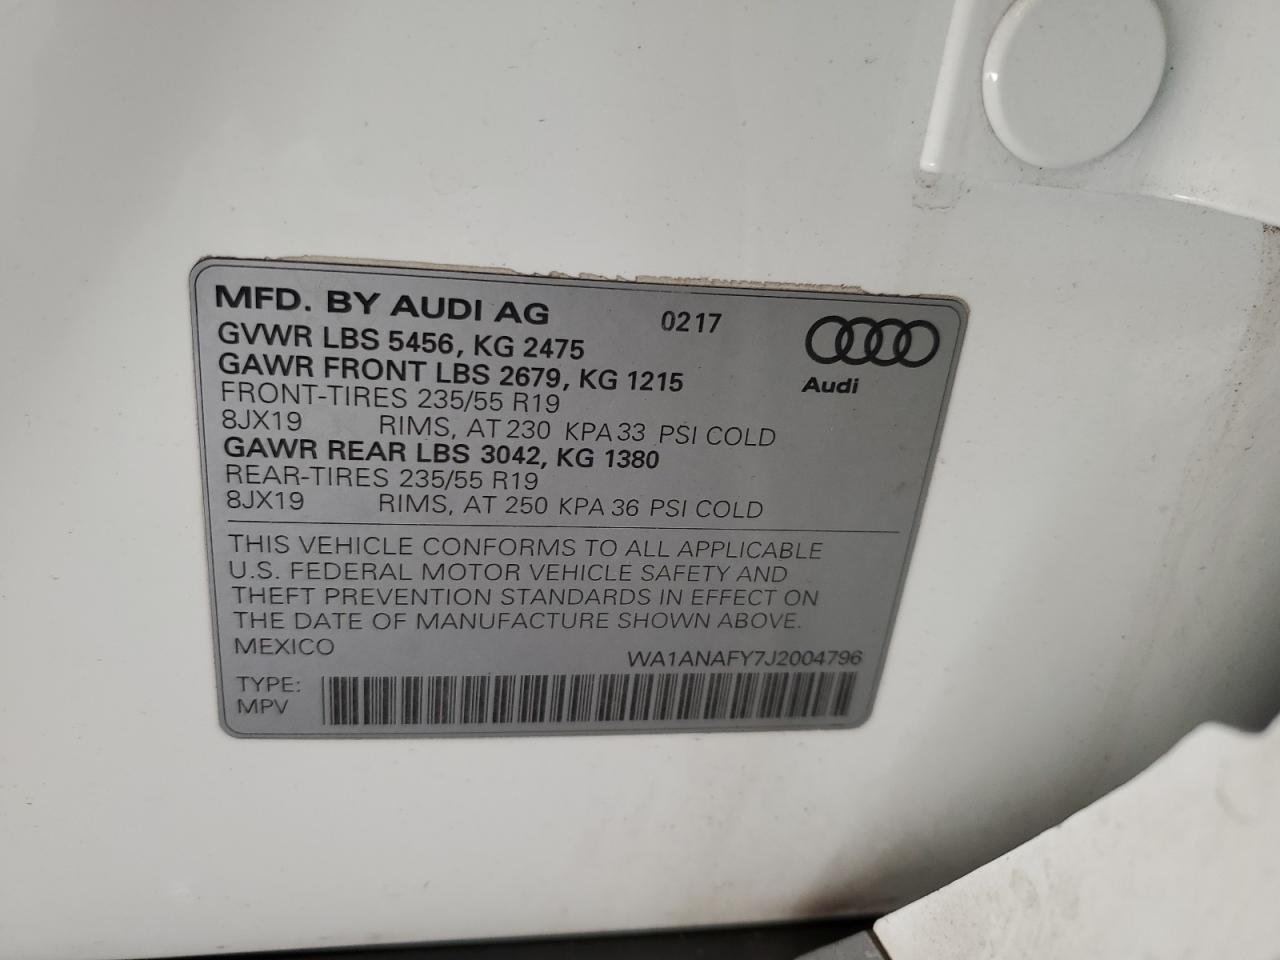 MFD. BY AUDI AG 0217
GVWR LBS 5456, KG 2475
GAWR FRONT LBS 2679, KG 1215
Audi
FRONT-TIRES 235/55 R19
8JX19 RIMS, AT 230 KPA 33 PSI COLD
GAWR REAR LBS 3042, KG 1380
REAR-TIRES 235/55 R19
8JX19 RIMS, AT 250 KPA 36 PSI COLD
THIS VEHICLE CONFORMS TO ALL APPLICABLE
U.S. FEDERAL MOTOR VEHICLE SAFETY AND
THEFT PREVENTION STANDARDS IN EFFECT ON
THE DATE OF MANUFACTURE SHOWN ABOVE.
MEXICO WA1ANAFY7J2004796
TYPE:
MPV